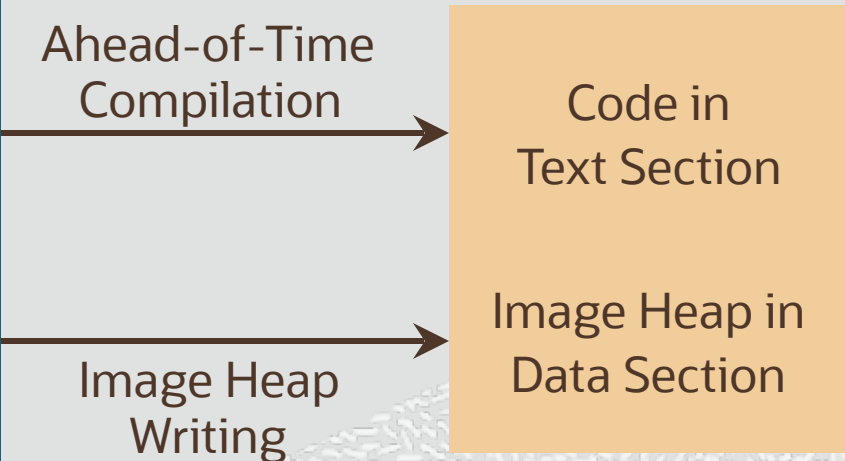 Ahead-of-Time
Compilation
Code in
Text Section
Image Heap in
Data Section
Image Heap
Writing